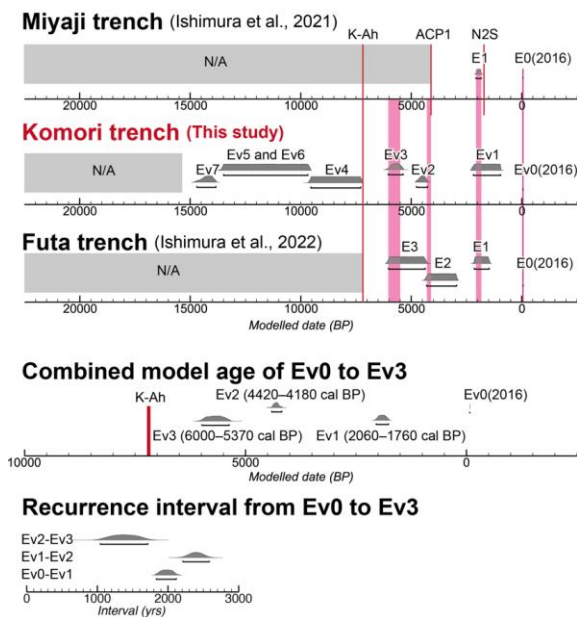 Miyaji trench (Ishimura et al., 2021)
K-Ah ACP1 N2S
N/A E1 E0(2016)
20000 15000 10000 5000 0
Komori trench (This study)
N/A Ev7 Ev5 and Ev6 Ev4 Ev3 Ev2 Ev1 Ev0(2016)
20000 15000 10000 5000 0
Futa trench (Ishimura et al., 2022)
N/A E3 E2 E1 E0(2016)
20000 15000 10000 5000 0
Modelled date (BP)
Combined model age of Ev0 to Ev3
K-Ah Ev2 (4420–4180 cal BP) Ev0(2016)
Ev3 (6000–5370 cal BP) Ev1 (2060–1760 cal BP)
10000 5000 0
Modelled date (BP)
Recurrence interval from Ev0 to Ev3
Ev2-Ev3
Ev1-Ev2
Ev0-Ev1
0 1000 2000 3000
Interval (yrs)